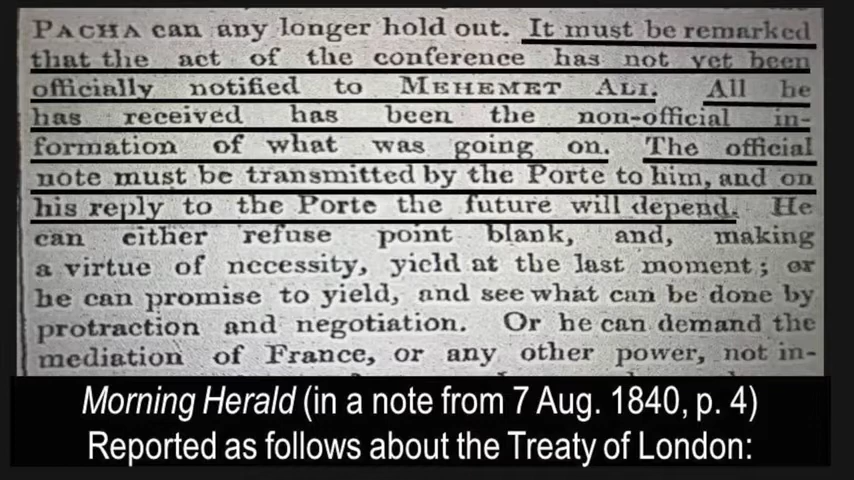 PACHA can any longer hold out. It must be remarked
that the act of the conference has not yet been
officially notified to MEHEMET ALI. All he
has received has been the non-official in-
formation of what was going on. The official
note must be transmitted by the Porte to him, and on
his reply to the Porte the future will depend. He
can either refuse point blank, and, making
a virtue of necessity, yield at the last moment; or
he can promise to yield, and see what can be done by
protraction and negotiation. Or he can demand the
mediation of France, or any other power, not in-
Morning Herald (in a note from 7 Aug. 1840, p. 4)
Reported as follows about the Treaty of London: